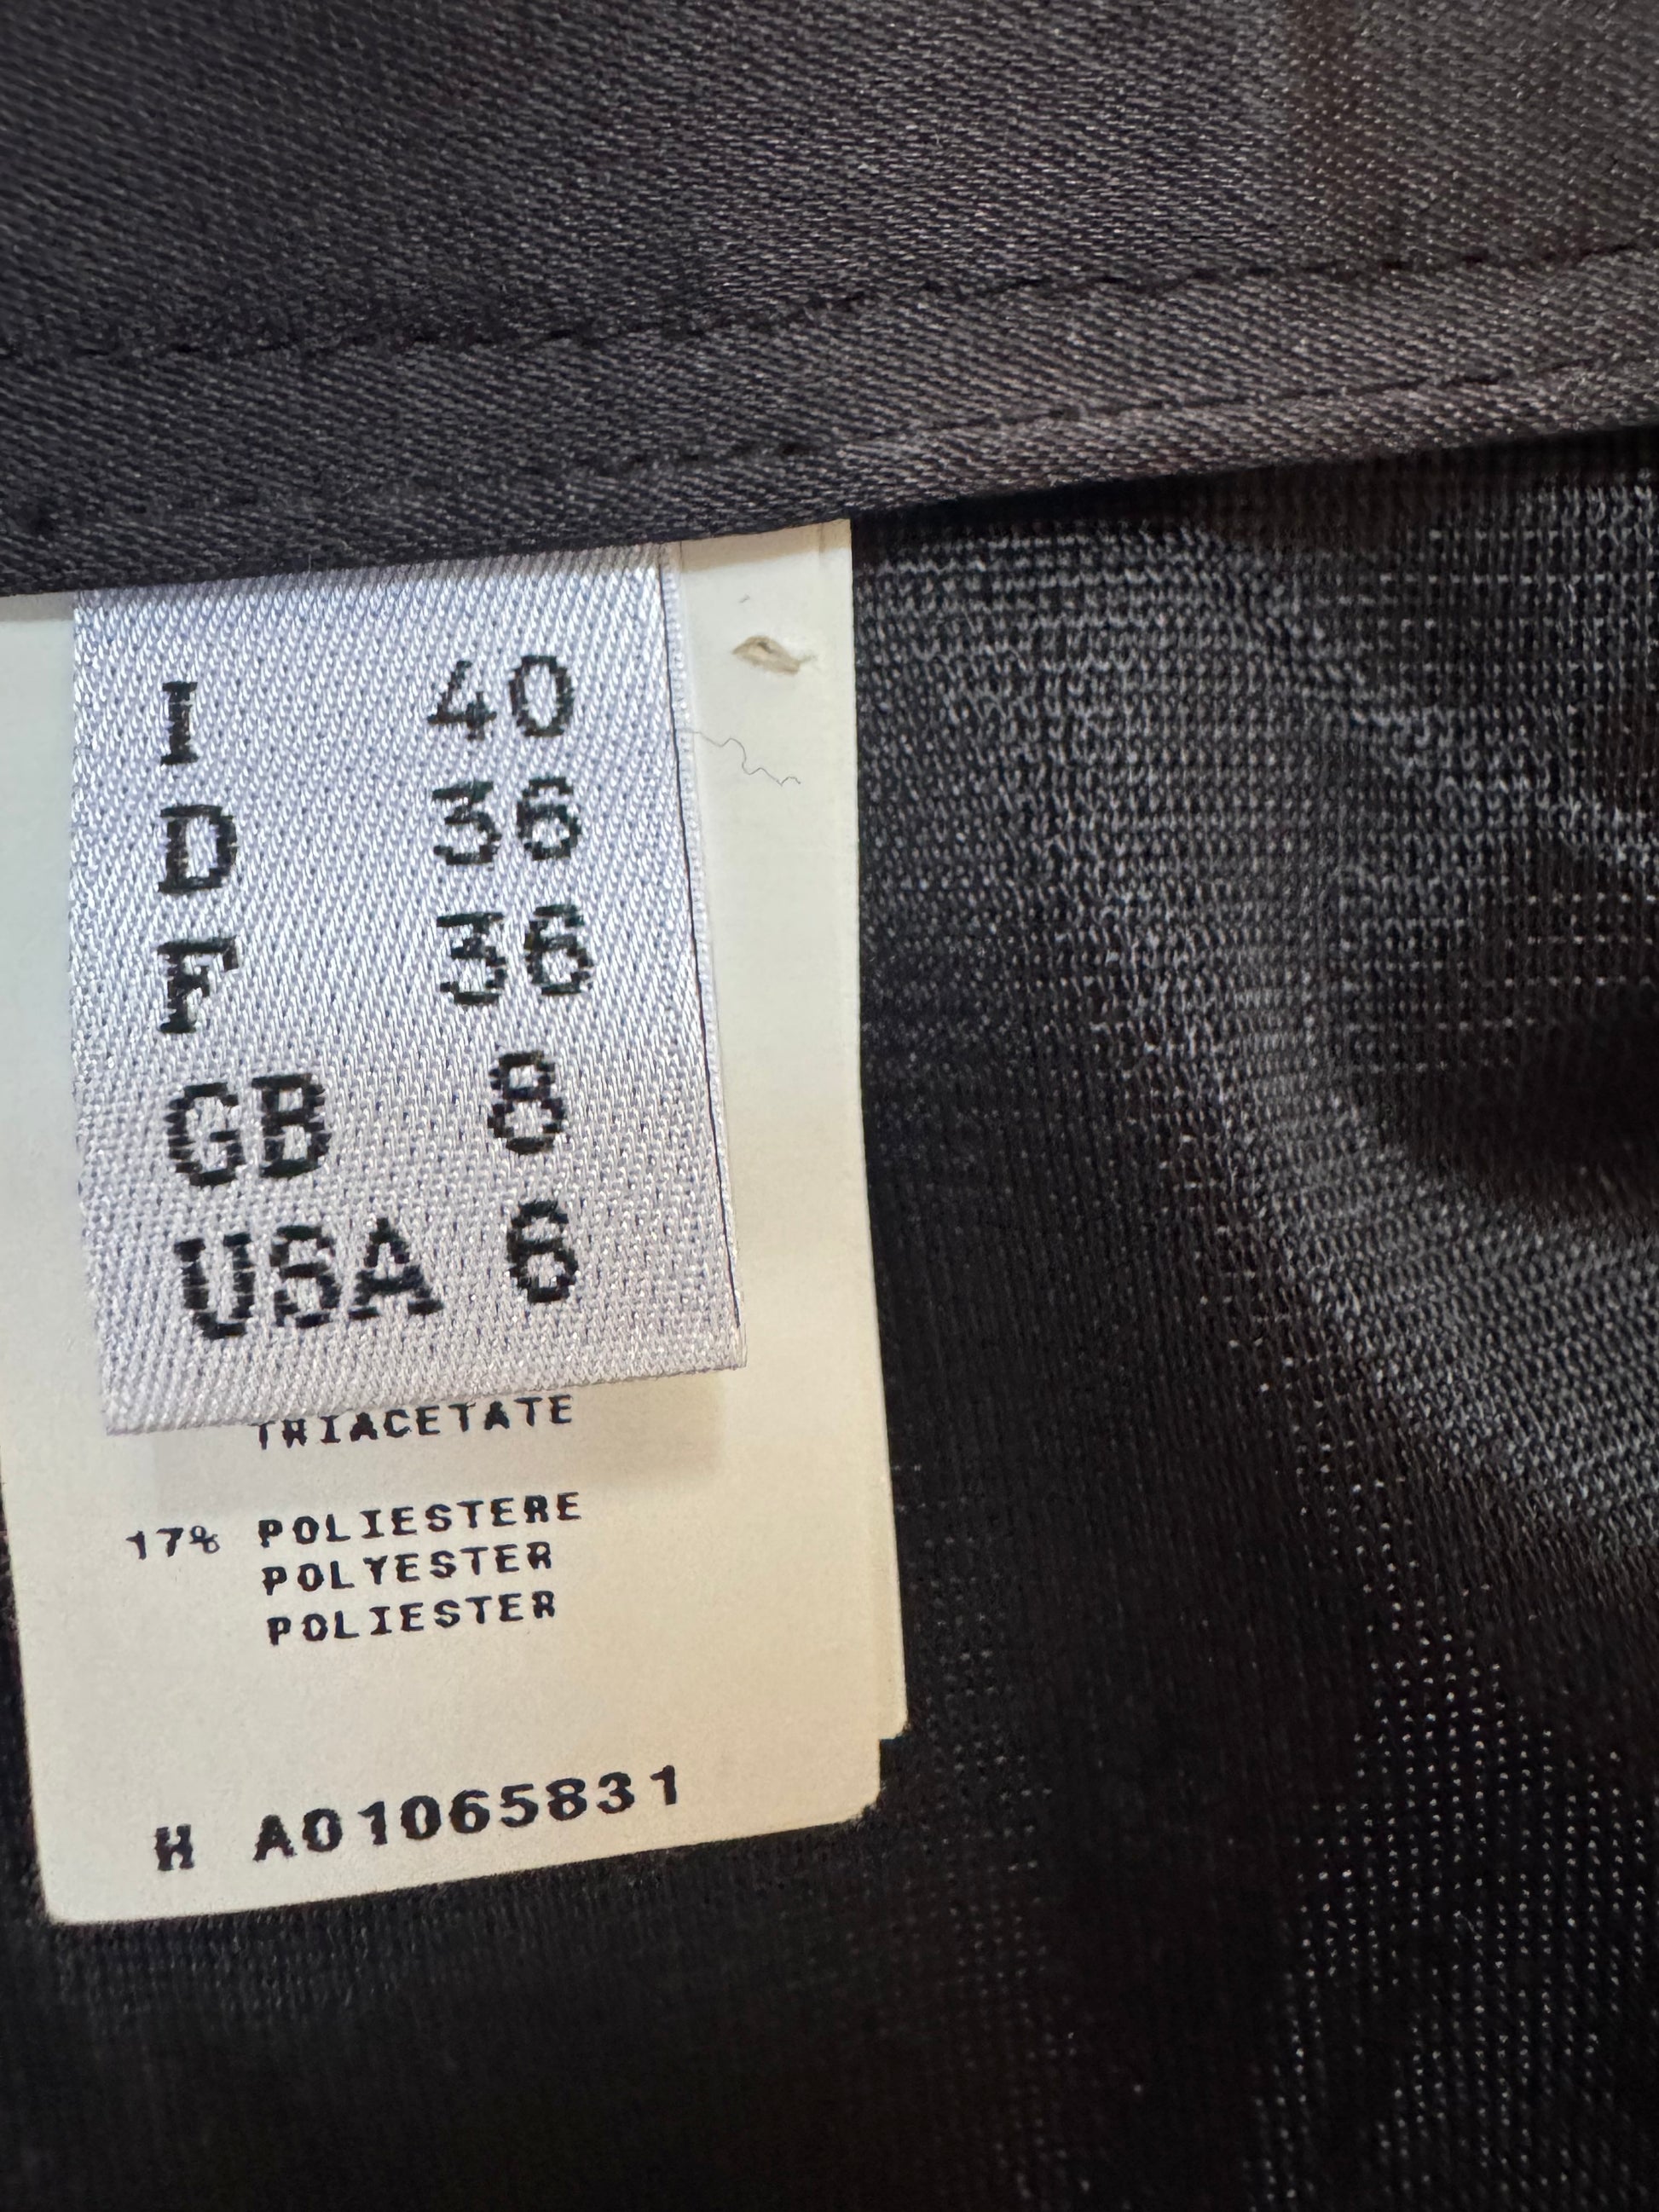 I 40
D 36
F 36
GB 8
USA 6
TRIACETATE
17% POLIESTERE
POLYESTER
POLIESTER
H A01065831